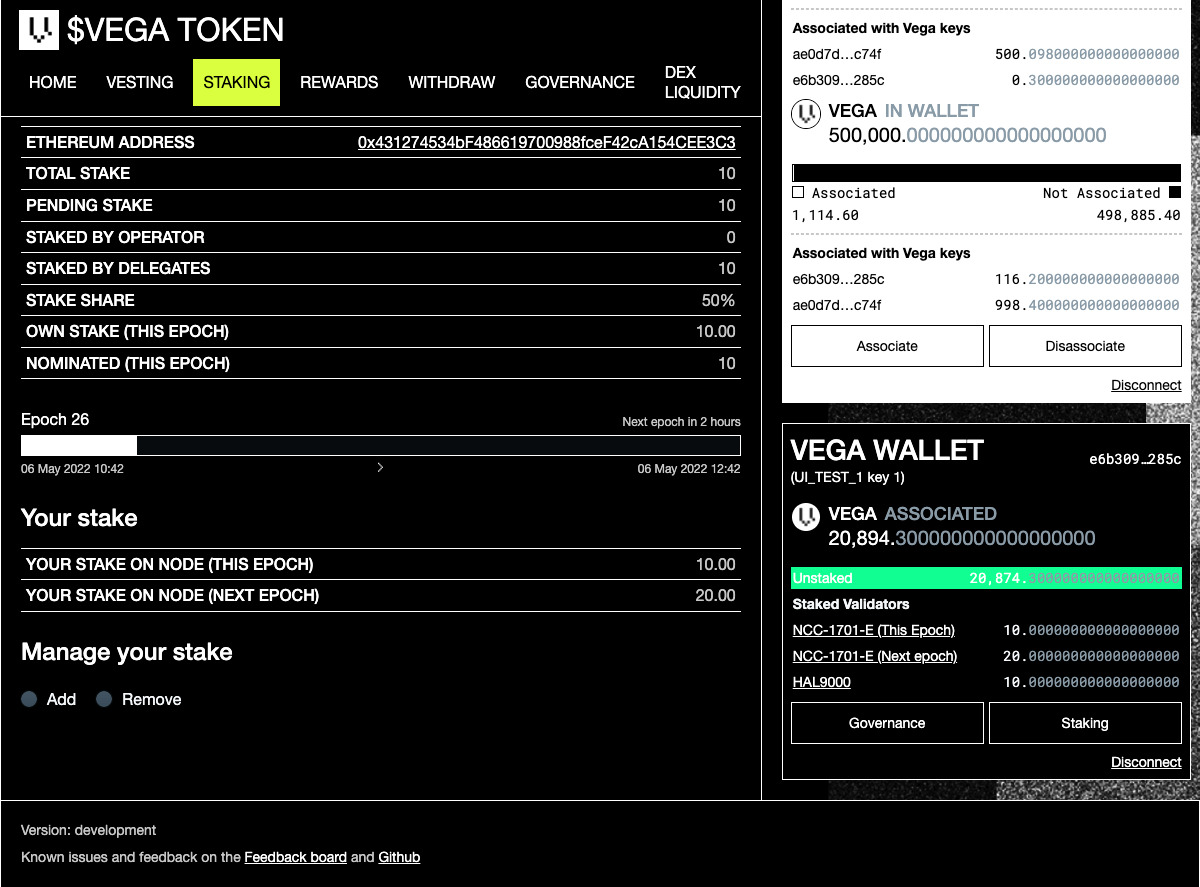 $VEGA TOKEN
HOME VESTING STAKING REWARDS WITHDRAW GOVERNANCE DEX LIQUIDITY
ETHEREUM ADDRESS 0x431274534bF486619700988fceF42cA154CEE3C3
TOTAL STAKE 10
PENDING STAKE 10
STAKED BY OPERATOR 0
STAKED BY DELEGATES 10
STAKE SHARE 50%
OWN STAKE (THIS EPOCH) 10.00
NOMINATED (THIS EPOCH) 10
Epoch 26 Next epoch in 2 hours
06 May 2022 10:42 > 06 May 2022 12:42
Your stake
YOUR STAKE ON NODE (THIS EPOCH) 10.00
YOUR STAKE ON NODE (NEXT EPOCH) 20.00
Manage your stake
Add Remove
Associated with Vega keys
ae0d7d…c74f 500.098000000000000000
e6b309…285c 0.300000000000000000
VEGA IN WALLET
500,000.000000000000000000
Associated Not Associated
1,114.60 498,885.40
Associated with Vega keys
e6b309…285c 116.200000000000000000
ae0d7d…c74f 998.400000000000000000
Associate Disassociate
Disconnect
VEGA WALLET e6b309…285c
(UI_TEST_1 key 1)
VEGA ASSOCIATED
20,894.300000000000000000
Unstaked 20,874.300000000000000000
Staked Validators
NCC-1701-E (This Epoch) 10.000000000000000000
NCC-1701-E (Next epoch) 20.000000000000000000
HAL9000 10.000000000000000000
Governance Staking
Disconnect
Version: development
Known issues and feedback on the Feedback board and Github